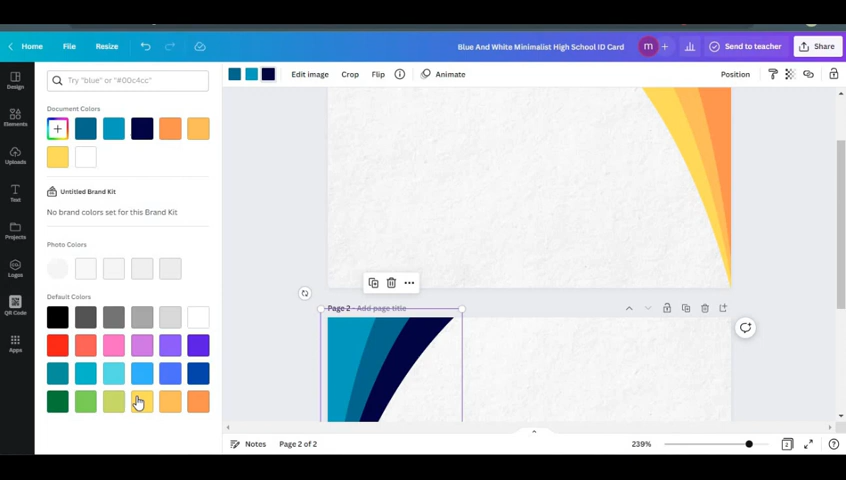 Home
File
Resize
Blue And White Minimalist High School ID Card
m
Send to teacher
Share
Try "blue" or "#00c4cc"
Edit image
Crop
Flip
Animate
Position
Design
Elements
Uploads
Text
Projects
Logos
QR Code
Apps
Document Colors
Untitled Brand Kit
No brand colors set for this Brand Kit
Photo Colors
Default Colors
Page 2 - Add page title
Notes
Page 2 of 2
239%
2